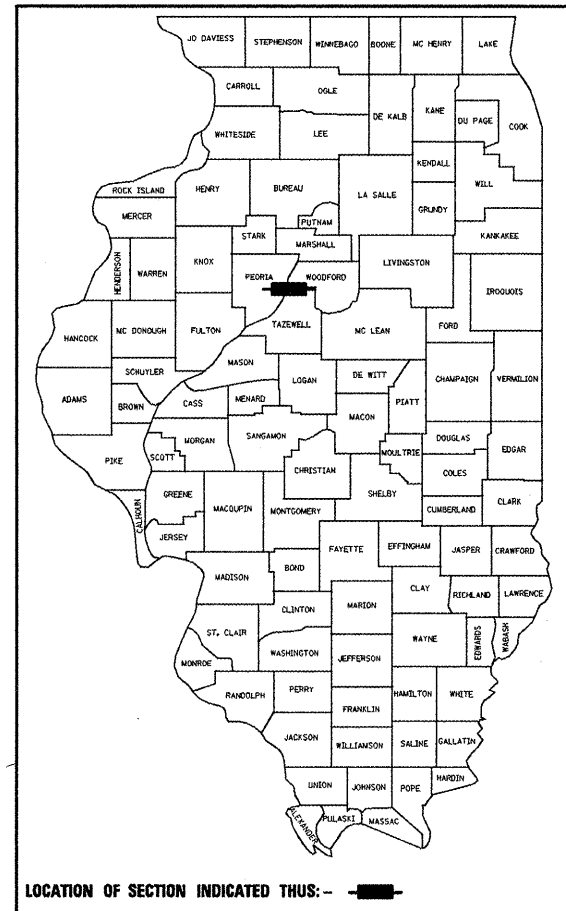 JO DAVIESS STEPHENSON WINNEBAGO BOONE MC HENRY LAKE
CARROLL OGLE DE KALB KANE DU PAGE COOK
WHITESIDE LEE KENDALL WILL
ROCK ISLAND HENRY BUREAU LA SALLE GRUNDY
MERCER PUTNAM KANKAKEE
HENDERSON WARREN KNOX STARK MARSHALL LIVINGSTON IROQUOIS
PEORIA WOODFORD
HANCOCK MC DONOUGH FULTON TAZEWELL MC LEAN FORD
SCHUYLER MASON LOGAN DE WITT CHAMPAIGN VERMILION
ADAMS BROWN CASS MENARD MACON PIATT
PIKE SCOTT MORGAN SANGAMON CHRISTIAN MOULTRIE DOUGLAS EDGAR
COLES
CALHOUN GREENE MACOUPIN MONTGOMERY SHELBY CUMBERLAND CLARK
JERSEY FAYETTE EFFINGHAM JASPER CRAWFORD
MADISON BOND CLAY RICHLAND LAWRENCE
CLINTON MARION
ST. CLAIR WASHINGTON WAYNE EDWARDS WABASH
MONROE JEFFERSON
RANDOLPH PERRY HAMILTON WHITE
FRANKLIN
JACKSON WILLIAMSON SALINE GALLATIN
UNION JOHNSON POPE HARDIN
ALEXANDER PULASKI MASSAC
LOCATION OF SECTION INDICATED THUS: -